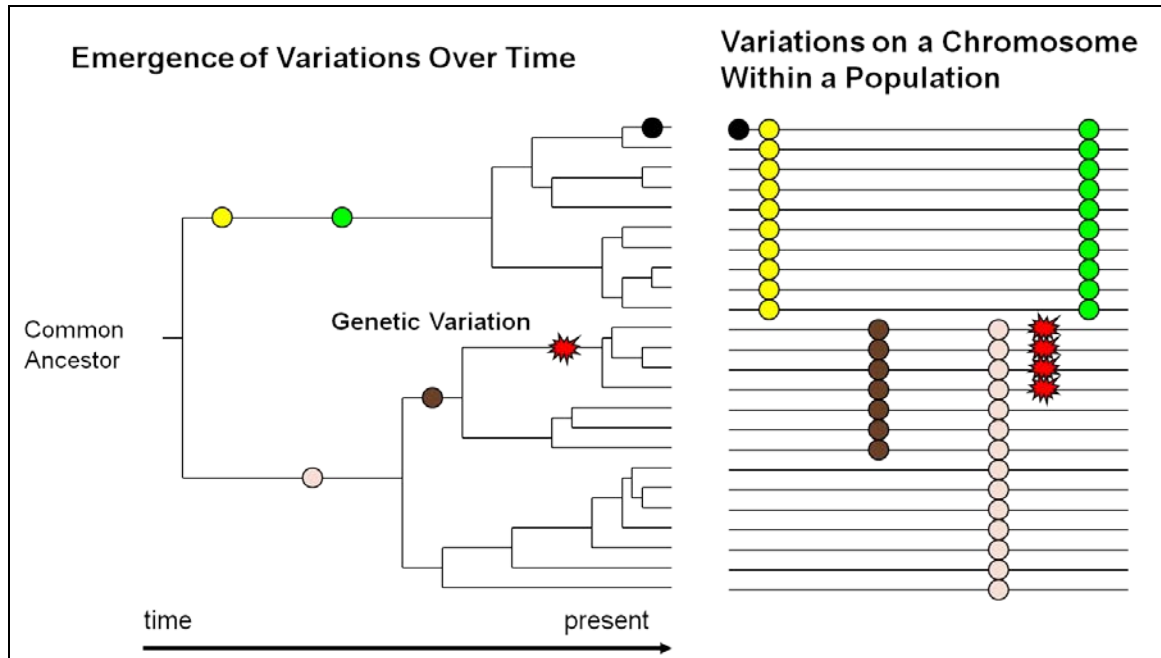 Emergence of Variations Over Time
Variations on a Chromosome
Within a Population
Common
Ancestor
Genetic Variation
time
present